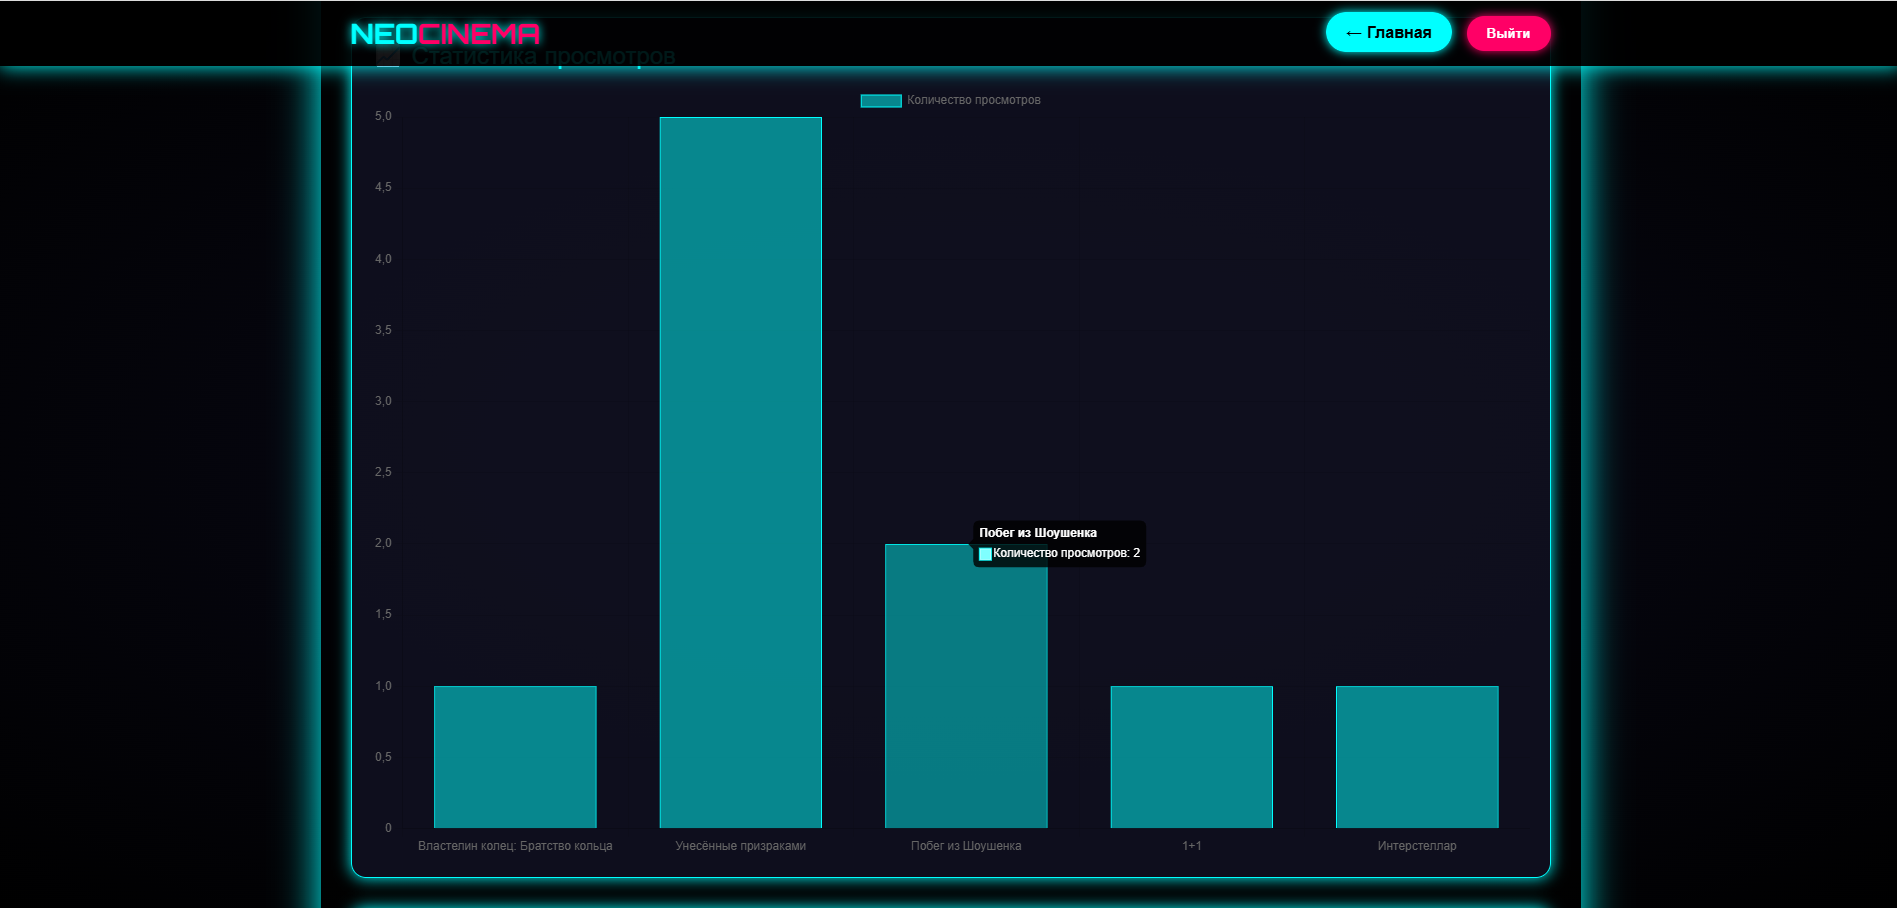 NEOCINEMA
← Главная
Выйти
Статистика просмотров
Количество просмотров
5,0
4,5
4,0
3,5
3,0
2,5
2,0
1,5
1,0
0,5
0
Побег из Шоушенка
Количество просмотров: 2
Властелин колец: Братство кольца
Унесённые призраками
Побег из Шоушенка
1+1
Интерстеллар